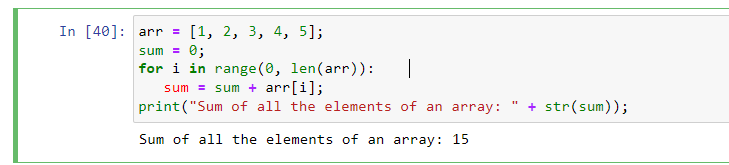 In [40]: arr = [1, 2, 3, 4, 5];
sum = 0;
for i in range(0, len(arr)):
   sum = sum + arr[i];
print("Sum of all the elements of an array: " + str(sum));
Sum of all the elements of an array: 15